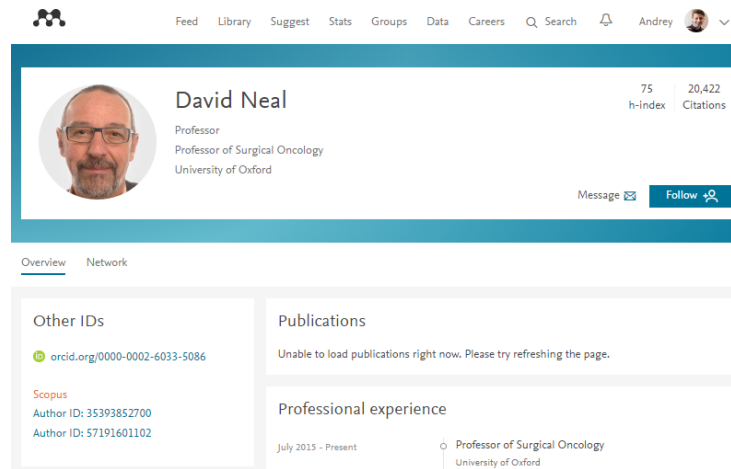 Feed Library Suggest Stats Groups Data Careers Search Andrey
David Neal
Professor
Professor of Surgical Oncology
University of Oxford
75 20,422
h-index Citations
Message Follow
Overview Network
Other IDs
orcid.org/0000-0002-6033-5086
Scopus
Author ID: 35393852700
Author ID: 57191601102
Publications
Unable to load publications right now. Please try refreshing the page.
Professional experience
July 2015 - Present
Professor of Surgical Oncology
University of Oxford